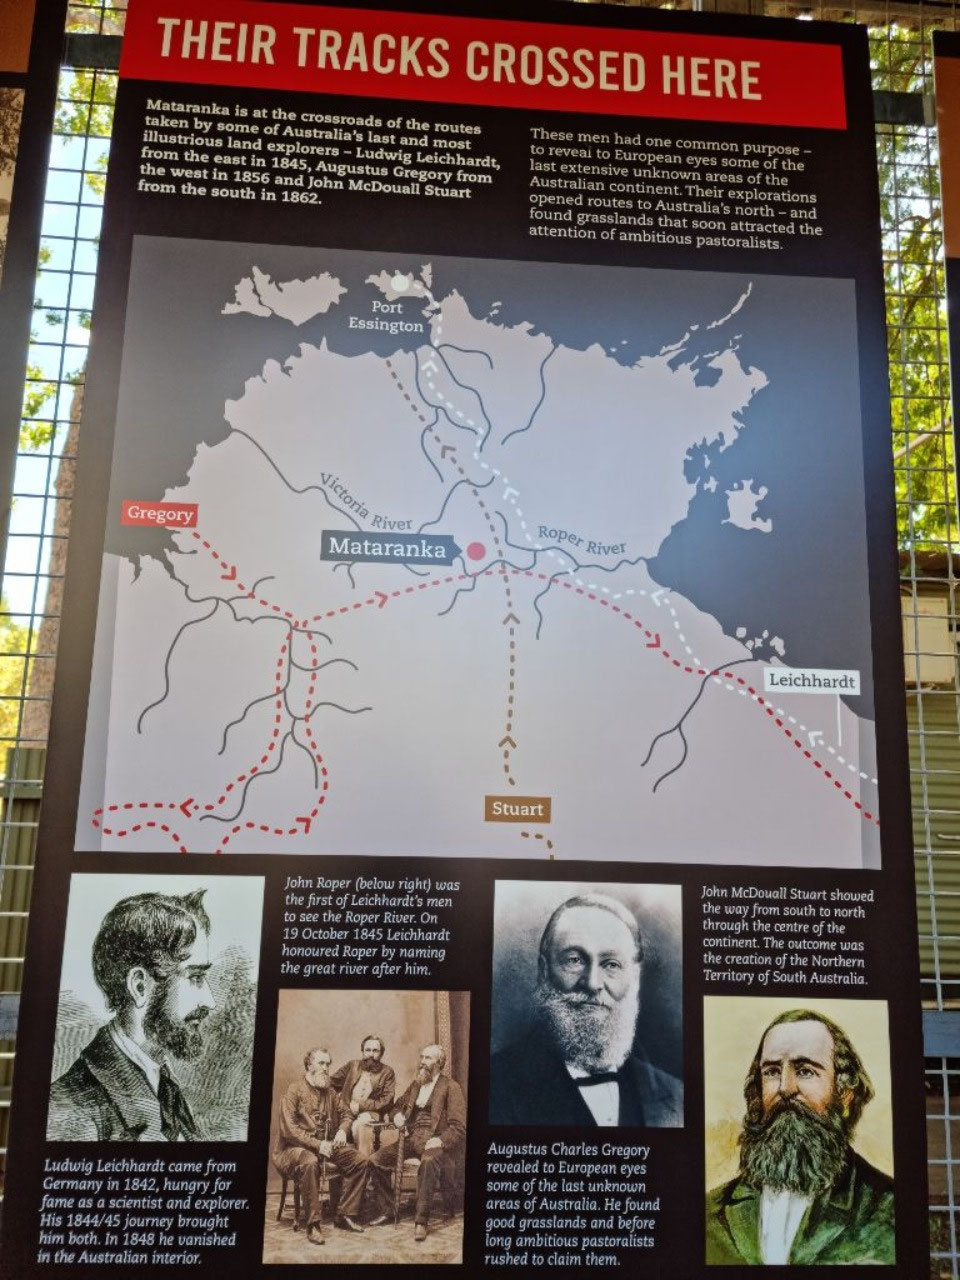 THEIR TRACKS CROSSED HERE
Mataranka is at the crossroads of the routes
taken by some of Australia's last and most
illustrious land explorers – Ludwig Leichhardt,
from the east in 1845, Augustus Gregory from
the west in 1856 and John McDouall Stuart
from the south in 1862.
These men had one common purpose –
to reveal to European eyes some of the
last extensive unknown areas of the
Australian continent. Their explorations
opened routes to Australia's north – and
found grasslands that soon attracted the
attention of ambitious pastoralists.
Port
Essington
Victoria River
Gregory
Mataranka
Roper River
Leichhardt
Stuart
John Roper (below right) was
the first of Leichhardt's men
to see the Roper River. On
19 October 1845 Leichhardt
honoured Roper by naming
the great river after him.
John McDouall Stuart showed
the way from south to north
through the centre of the
continent. The outcome was
the creation of the Northern
Territory of South Australia.
Ludwig Leichhardt came from
Germany in 1842, hungry for
fame as a scientist and explorer.
His 1844/45 journey brought
him both. In 1848 he vanished
in the Australian interior.
Augustus Charles Gregory
revealed to European eyes
some of the last unknown
areas of Australia. He found
good grasslands and before
long ambitious pastoralists
rushed to claim them.